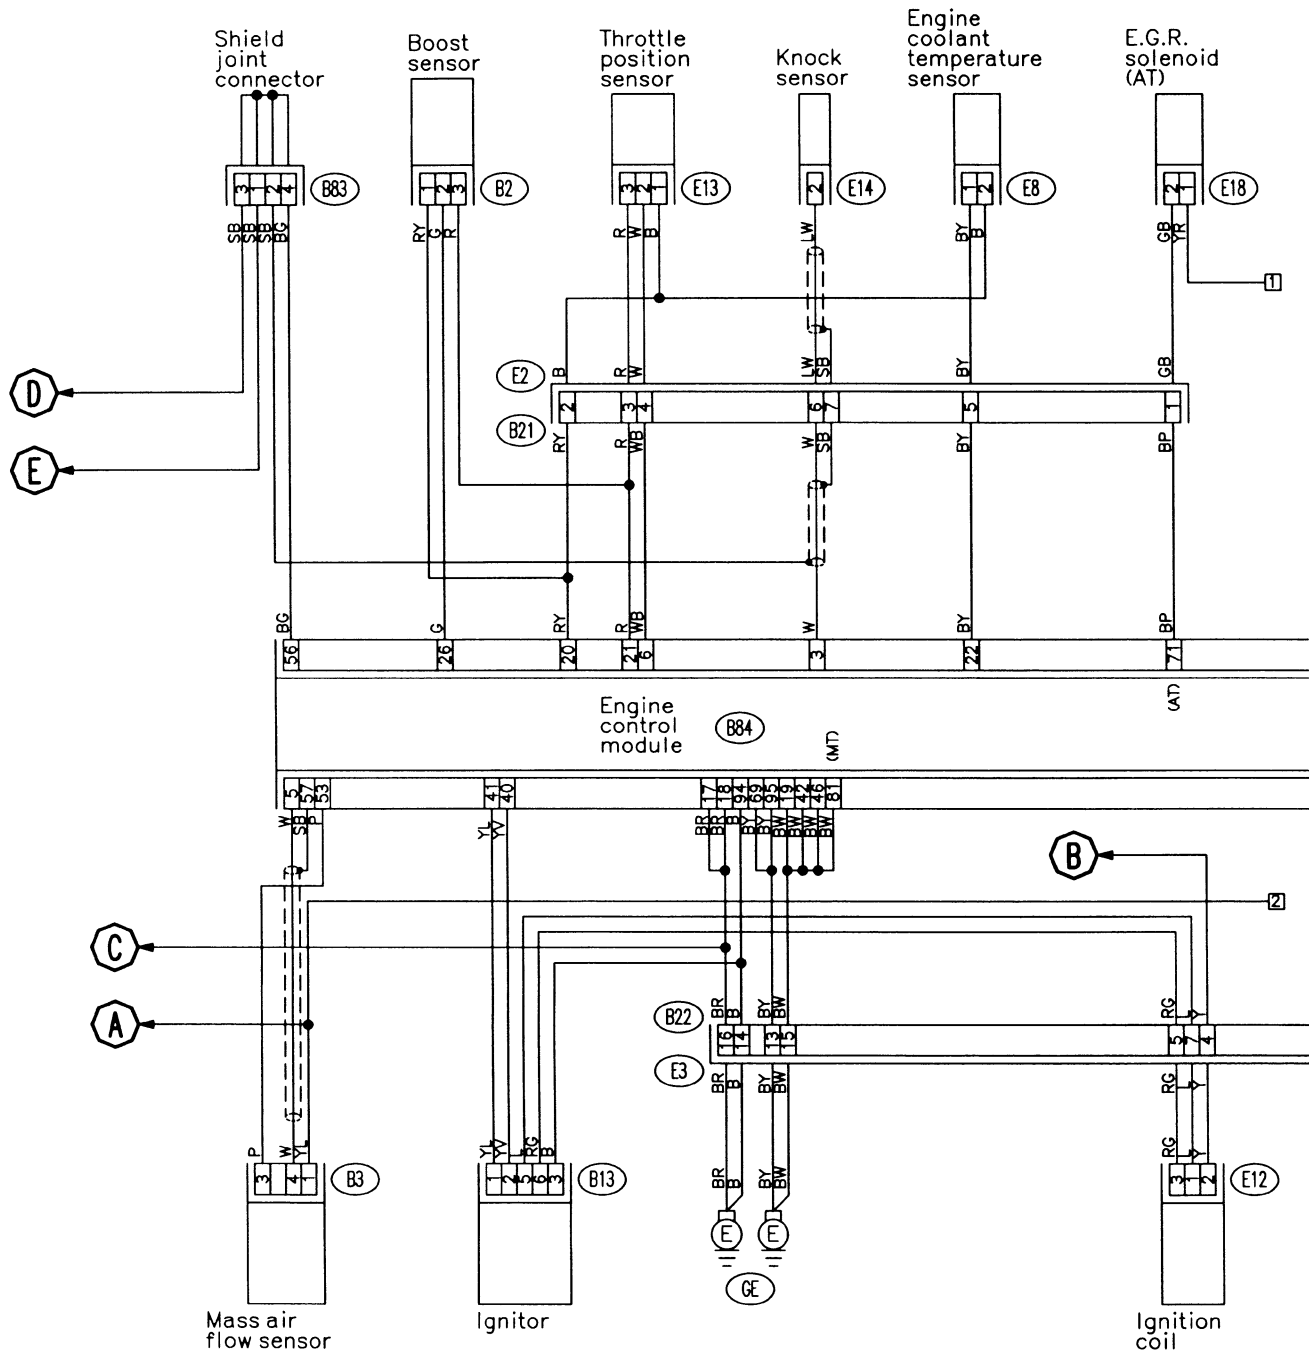 Shield
joint
connector
Boost
sensor
Throttle
position
sensor
Knock
sensor
Engine
coolant
temperature
sensor
E.G.R.
solenoid
(AT)
3 1 2 4
B83
1 2 3
B2
3 2 1
E13
2
E14
1 2
E8
2 1
E18
SB SB SB BG
RY G R
R W B
LW
BY B
GB YR
1
D
E2
B R W LW SB BY GB
2 3 4 6 7 5 1
B21
RY R WB W SB BY BP
E
BG G RY R WB W BY BP
56 26 20 21 6 3 22 71
(AT)
Engine
control
module
B84
(MT)
5 57 53 41 40 17 18 94 69 95 19 42 46 81
W SB P YL YV BR BR B BY BY BW BW BW BW
B
2
C
A
B22
BR B BY BW RG L Y
16 14 13 15 5 7 4
E3
BR B BY BW RG L Y
P W YL
YL YV L RG B
BR B BY BW
RG L Y
3 4 1
B3
1 2 5 6 3
B13
3 1 2
E12
E E
GE
Mass air
flow sensor
Ignitor
Ignition
coil